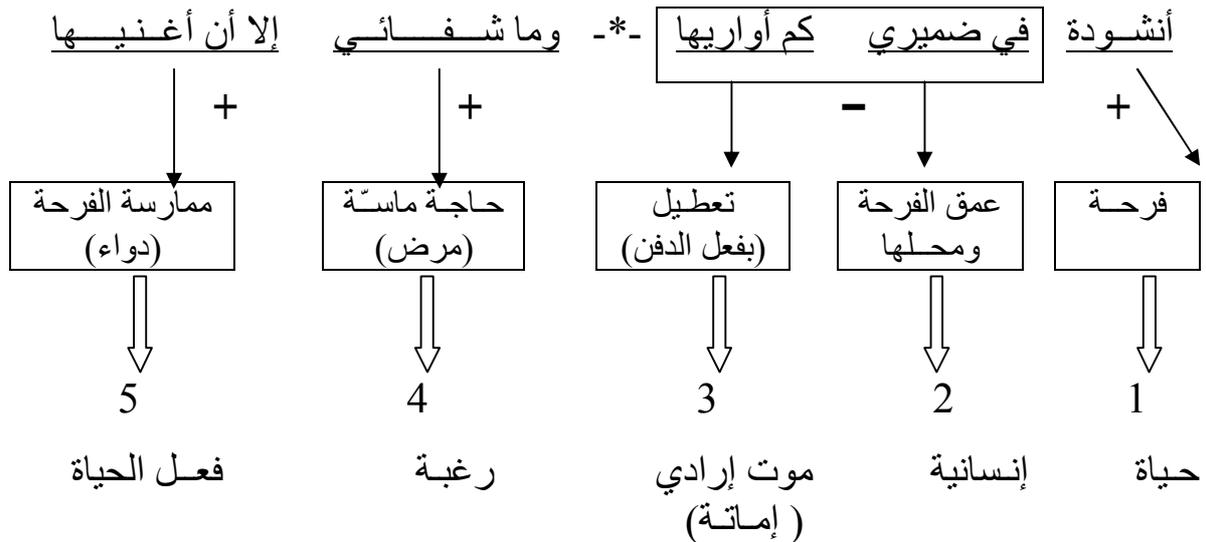 أنشودة في ضميري كم أواريها -*- وما شفائي إلا أن أغنيها
+ − + +
فرحة عمق الفرحة تعطيل حاجة ماسّة ممارسة الفرحة
ومحلها (بفعل الدفن) (مرض) (دواء)
1 2 3 4 5
حياة إنسانية موت إرادي رغبة فعل الحياة
( إماتة)